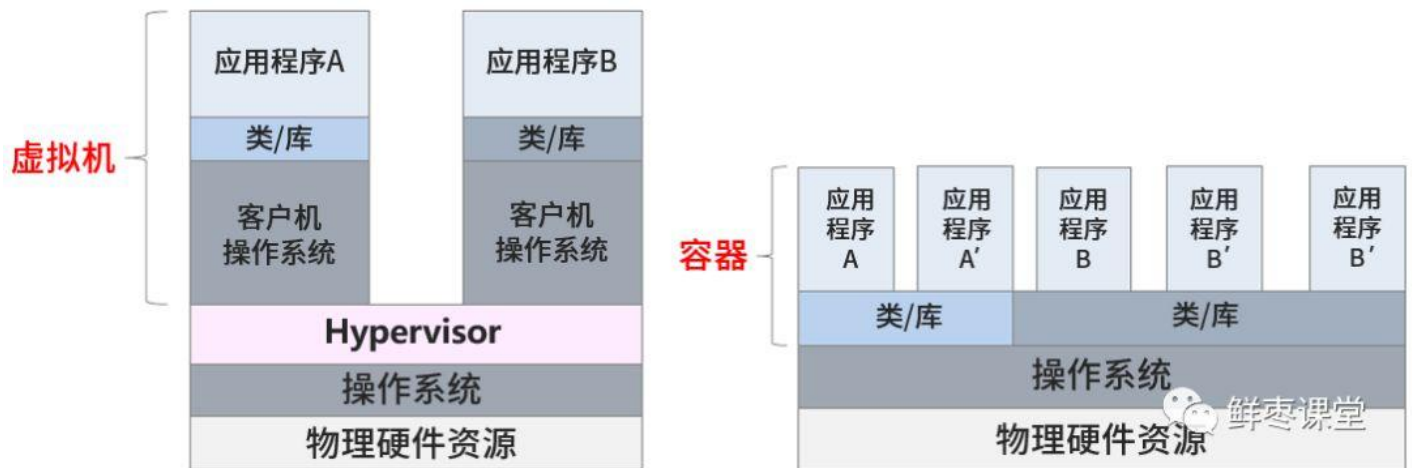 虚拟机
应用程序A
类/库
客户机
操作系统
应用程序B
类/库
客户机
操作系统
Hypervisor
操作系统
物理硬件资源
容器
应用
程序
A
应用
程序
A'
应用
程序
B
应用
程序
B'
应用
程序
B'
类/库
类/库
操作系统
物理硬件资源
鲜枣课堂